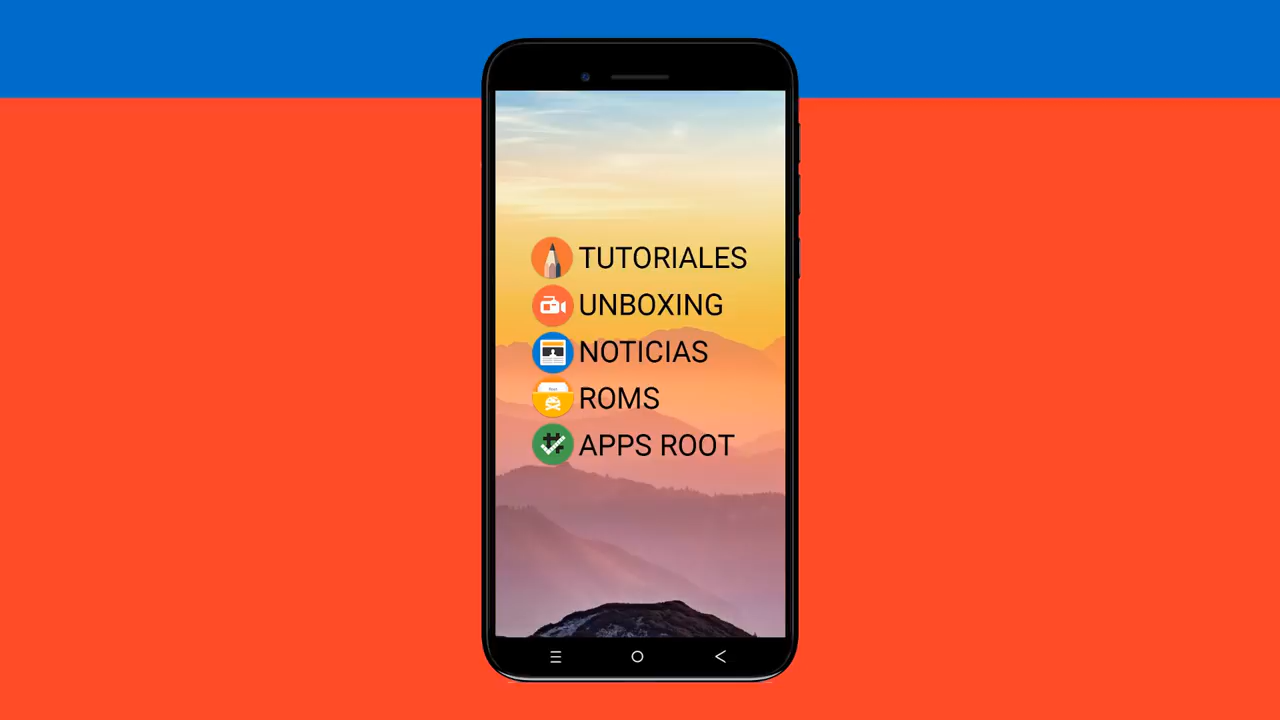 TUTORIALES
UNBOXING
NOTICIAS
ROMS
APPS ROOT